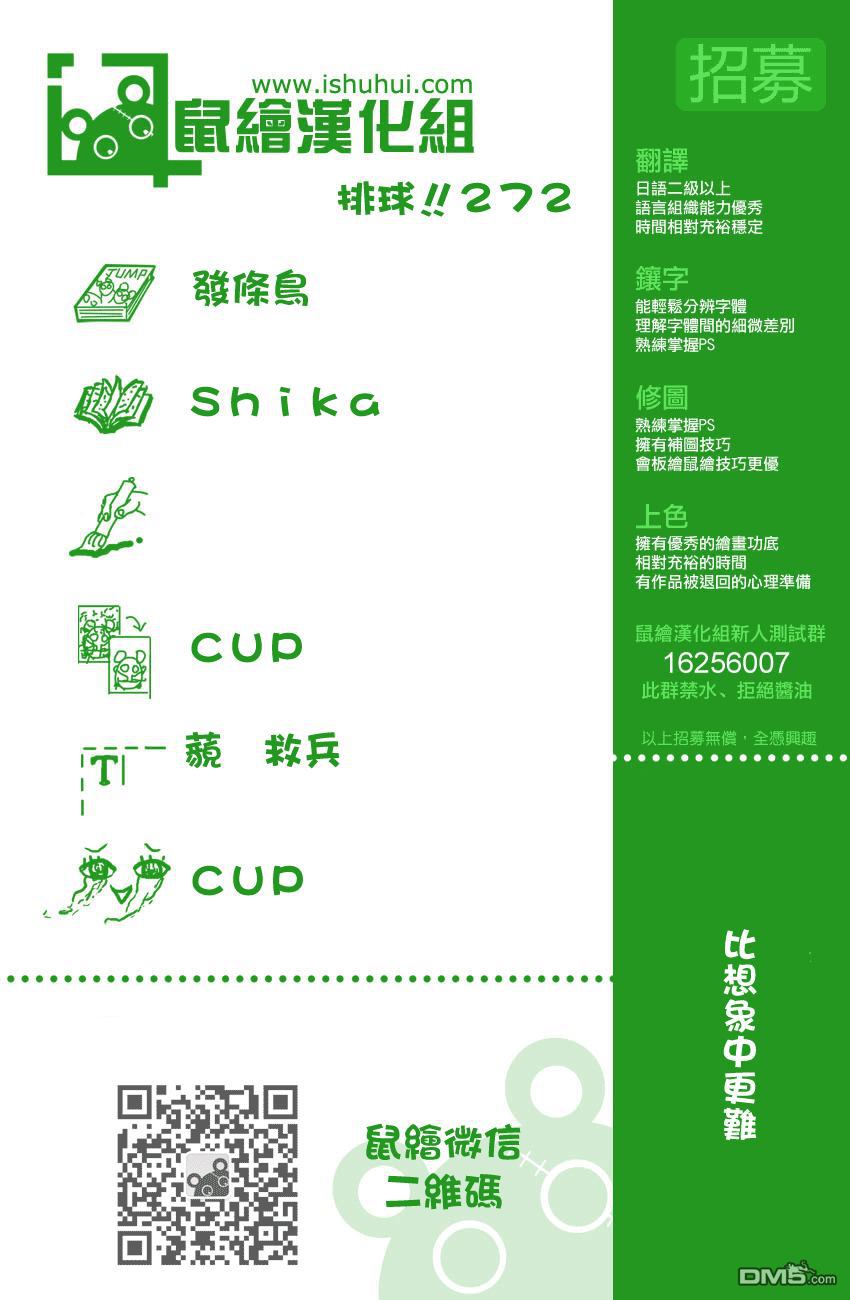 www.ishuhui.com
鼠繪漢化組
排球!!272
JUMP
發條鳥
Shika
cup
T
藐 救兵
cup
鼠繪微信
二維碼
招募
翻譯
日語二級以上
語言組織能力優秀
時間相對充裕穩定
鑲字
能輕鬆分辨字體
理解字體間的細微差別
熟練掌握PS
修圖
熟練掌握PS
擁有補圖技巧
會板繪鼠繪技巧更優
上色
擁有優秀的繪畫功底
相對充裕的時間
有作品被退回的心理準備
鼠繪漢化組新人測試群
16256007
此群禁水、拒絕醬油
以上招募無償,全憑興趣
比想象中更難
DM5.com